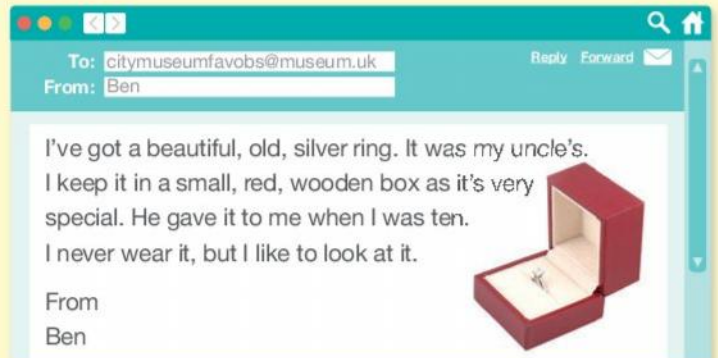 Reply Forward
To: citymuseumfavobs@museum.uk
From: Ben
I've got a beautiful, old, silver ring. It was my uncle's.
I keep it in a small, red, wooden box as it's very
special. He gave it to me when I was ten.
I never wear it, but I like to look at it.
From
Ben